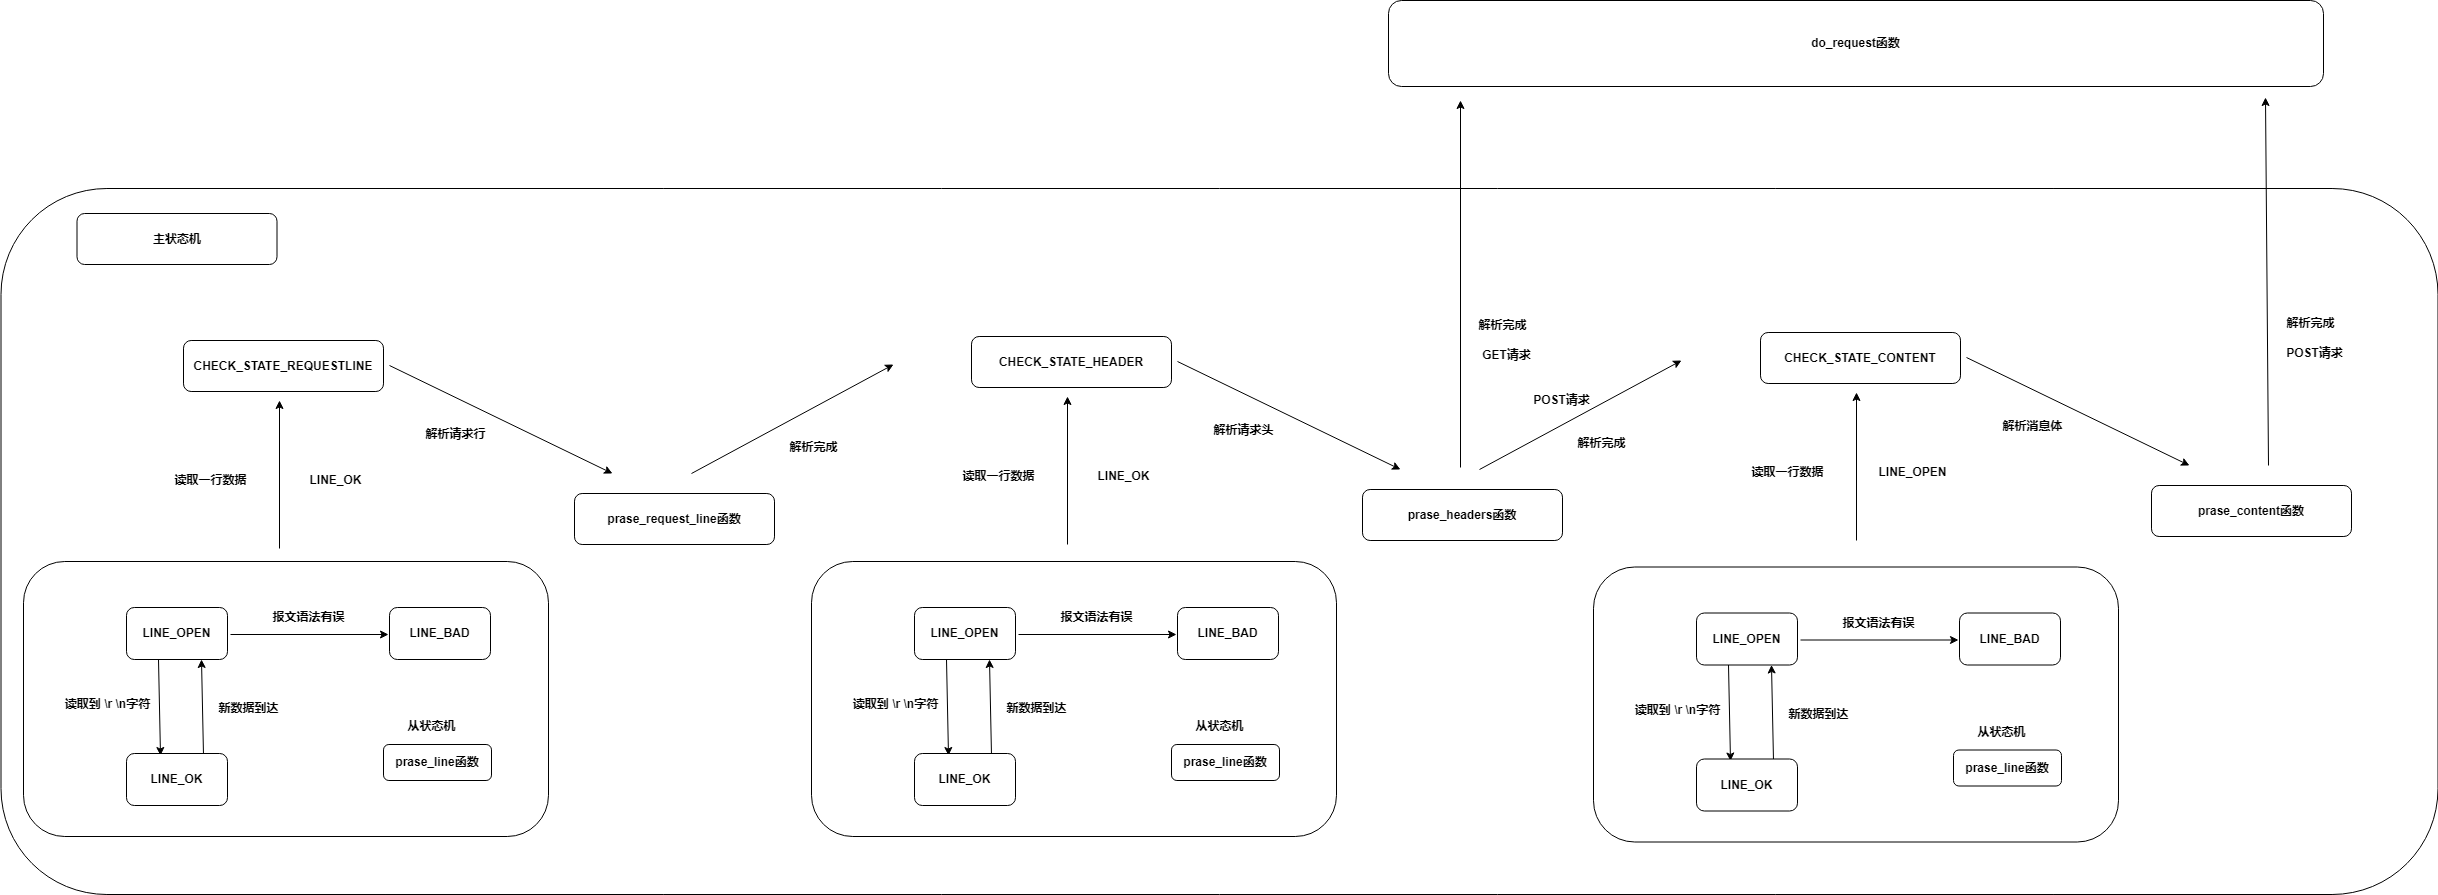 do_request函数
主状态机
CHECK_STATE_REQUESTLINE
解析请求行
读取一行数据
LINE_OK
prase_request_line函数
解析完成
CHECK_STATE_HEADER
解析请求头
读取一行数据
LINE_OK
prase_headers函数
解析完成
GET请求
POST请求
解析完成
CHECK_STATE_CONTENT
解析消息体
读取一行数据
LINE_OPEN
prase_content函数
解析完成
POST请求
LINE_OPEN
报文语法有误
LINE_BAD
读取到 \r \n字符
新数据到达
从状态机
prase_line函数
LINE_OK
LINE_OPEN
报文语法有误
LINE_BAD
读取到 \r \n字符
新数据到达
从状态机
prase_line函数
LINE_OK
LINE_OPEN
报文语法有误
LINE_BAD
读取到 \r \n字符
新数据到达
从状态机
prase_line函数
LINE_OK